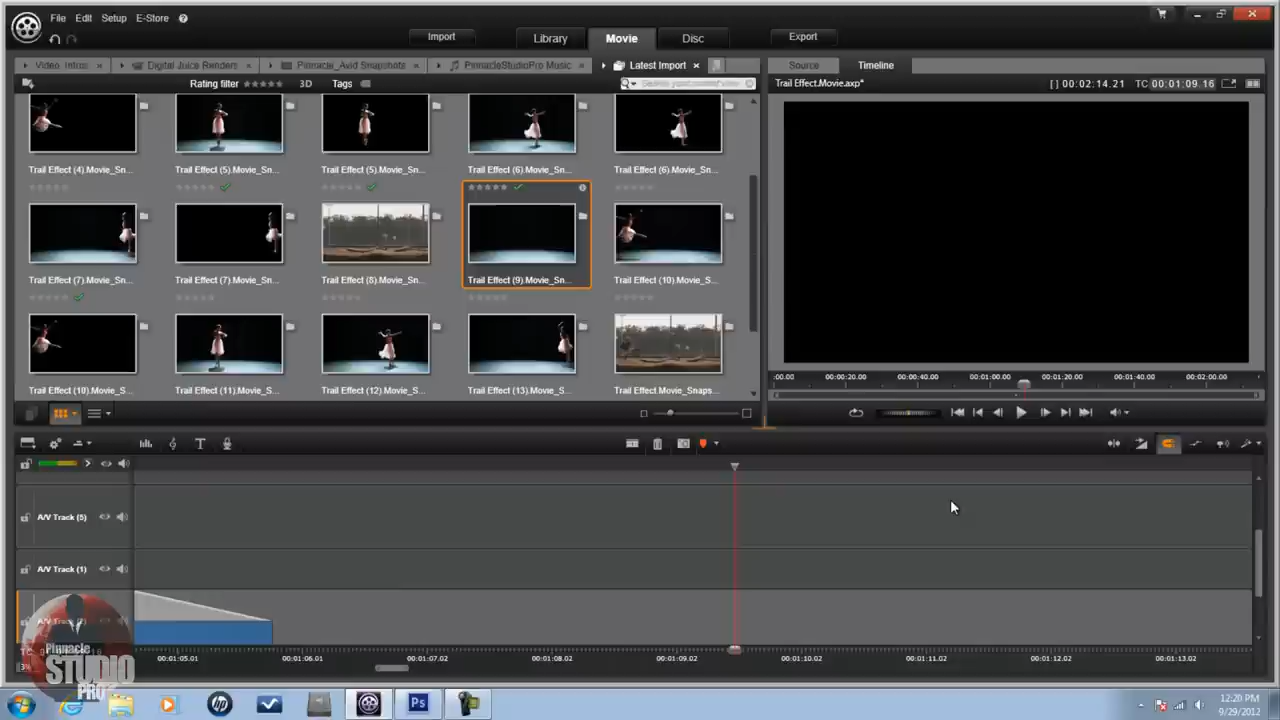 File Edit Setup E-Store
Import Library Movie Disc Export
Video Intros Digital Juice Renders Pinnacle_Avid Snapshots PinnacleStudioPro Music Latest Import
Source Timeline
Rating filter 3D Tags
Trail Effect.Movie.axp* [ ] 00:02:14.21 TC 00:01:09.16
Trail Effect (4).Movie_Sn... Trail Effect (5).Movie_Sn... Trail Effect (5).Movie_Sn... Trail Effect (6).Movie_Sn... Trail Effect (6).Movie_Sn...
Trail Effect (7).Movie_Sn... Trail Effect (7).Movie_Sn... Trail Effect (8).Movie_Sn... Trail Effect (9).Movie_Sn... Trail Effect (10).Movie_S...
Trail Effect (10).Movie_S... Trail Effect (11).Movie_S... Trail Effect (12).Movie_S... Trail Effect (13).Movie_S... Trail Effect.Movie_Snaps...
:00.00 00:00:20.00 00:00:40.00 00:01:00.00 00:01:20.00 00:01:40.00 00:02:00.00
A/V Track (5)
A/V Track (1)
Pinnacle
STUDIO
PRO
00:01:05.01 00:01:06.01 00:01:07.02 00:01:08.02 00:01:09.02 00:01:10.02 00:01:11.02 00:01:12.02 00:01:13.02
Ps
hp
12:20 PM
9/29/2012